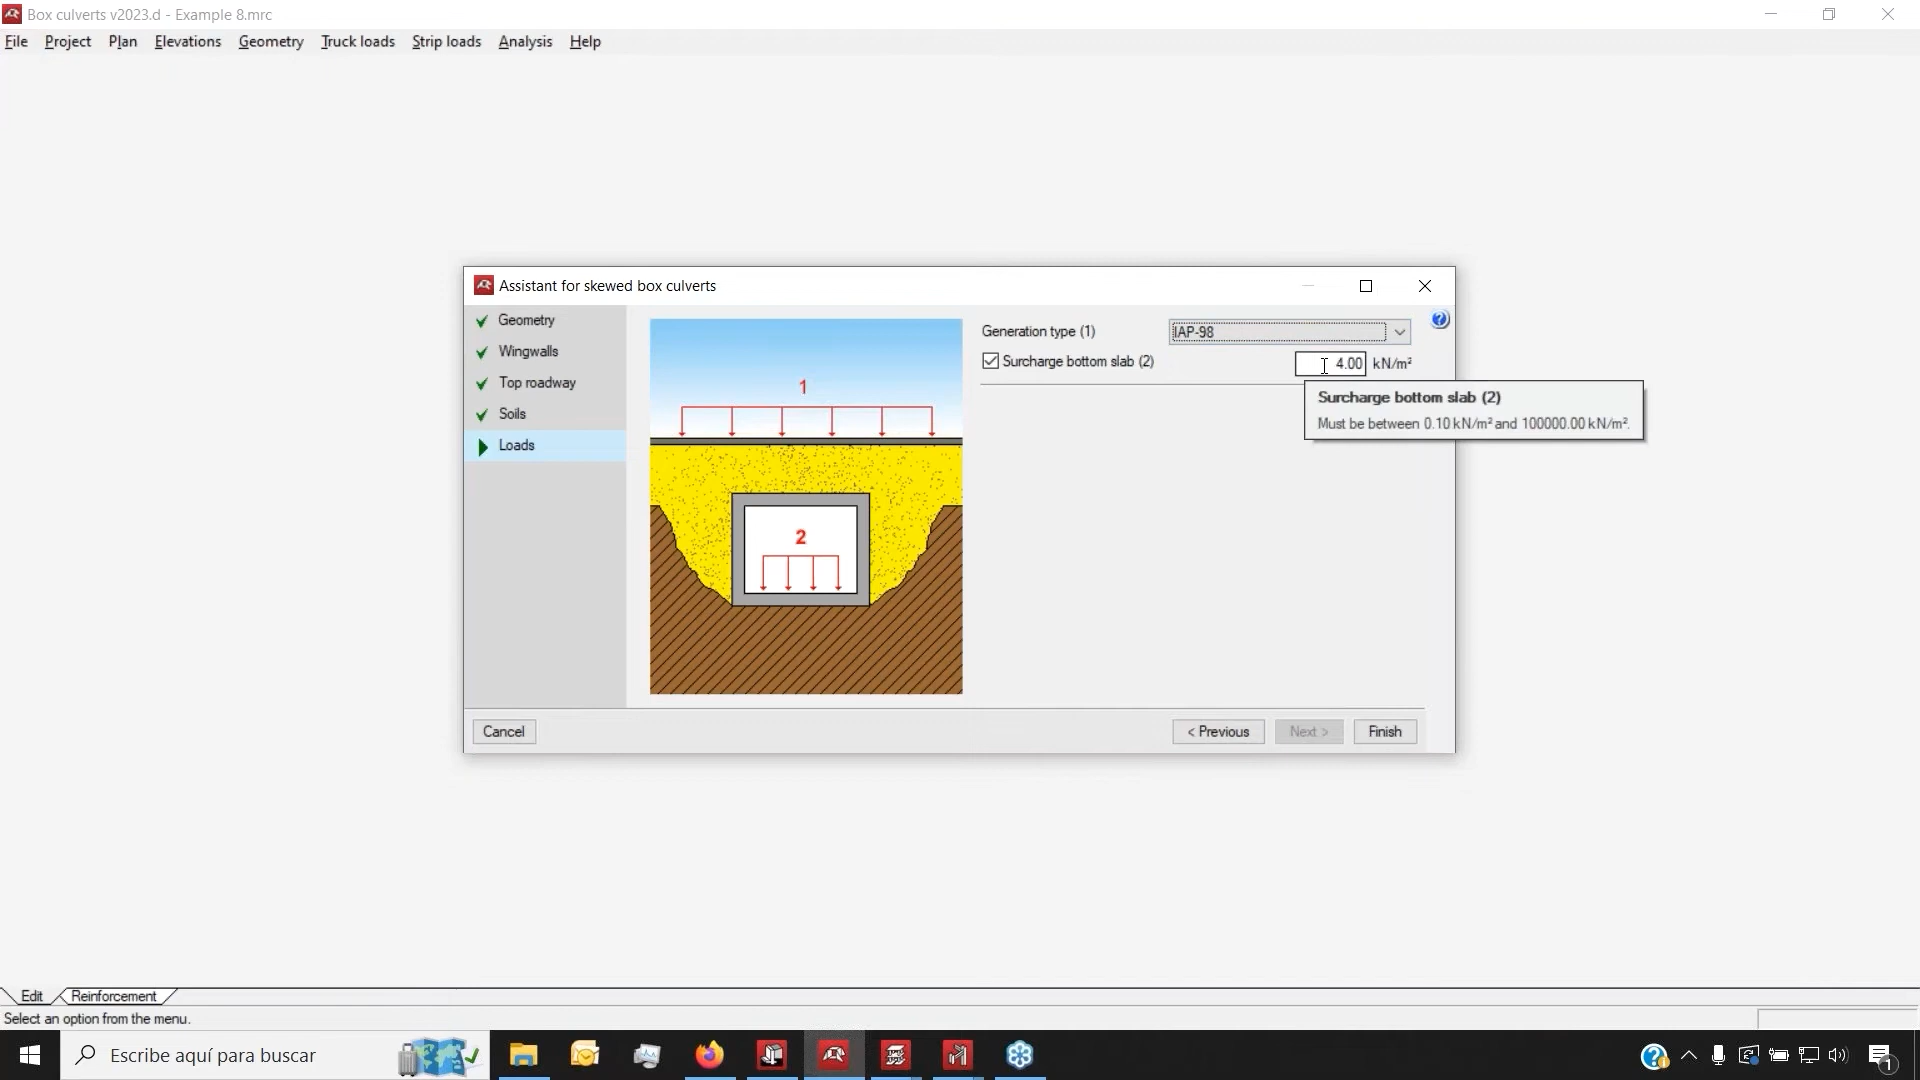 Box culverts v2023.d - Example 8.mrc
File Project Plan Elevations Geometry Truck loads Strip loads Analysis Help
Assistant for skewed box culverts
Geometry
Wingwalls
Top roadway
Soils
Loads
1
2
Generation type (1) IAP-98
Surcharge bottom slab (2) 4.00 kN/m²
Surcharge bottom slab (2)
Must be between 0.10 kN/m² and 100000.00 kN/m².
Cancel < Previous Next > Finish
Edit Reinforcement
Select an option from the menu.
Escribe aquí para buscar
1